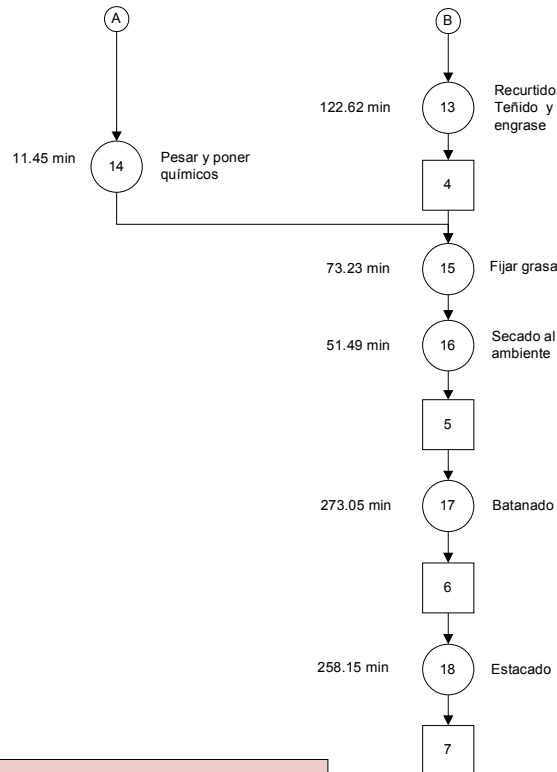 A
B
122.62 min
13
Recurtido
Teñido y
engrase
11.45 min
14
Pesar y poner
químicos
4
73.23 min
15
Fijar grasa
51.49 min
16
Secado al
ambiente
5
273.05 min
17
Batanado
6
258.15 min
18
Estacado
7